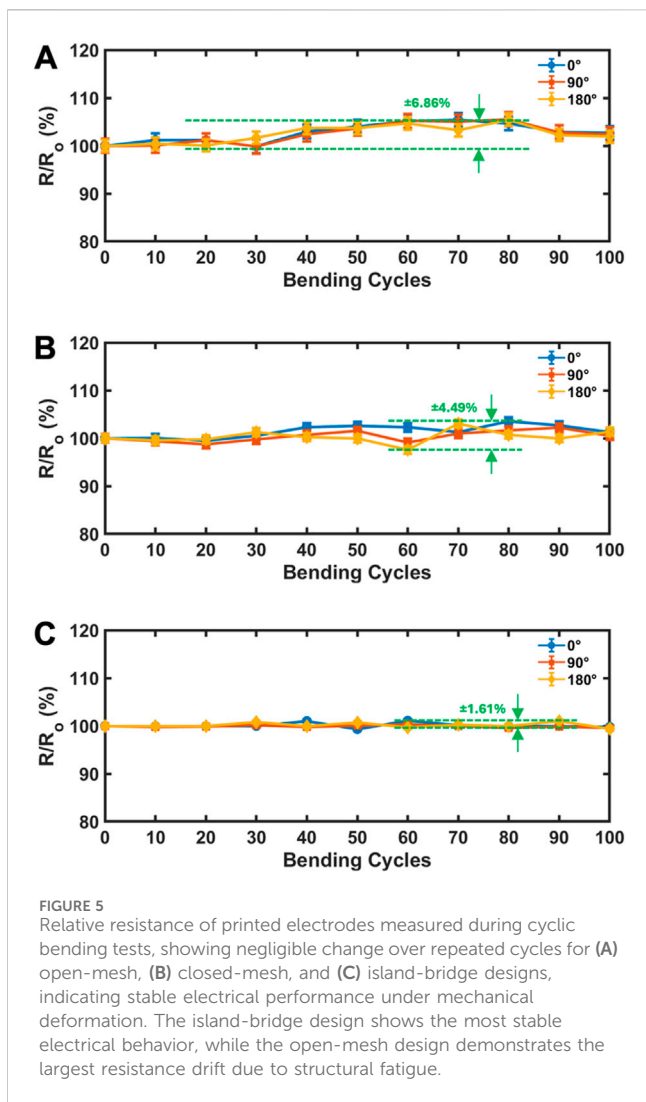 A
120
110
100
90
80
R/Ro (%)
±6.86%
0°
90°
180°
0 10 20 30 40 50 60 70 80 90 100
Bending Cycles
B
120
110
100
90
80
R/Ro (%)
±4.49%
0°
90°
180°
0 10 20 30 40 50 60 70 80 90 100
Bending Cycles
C
120
110
100
90
80
R/Ro (%)
±1.61%
0°
90°
180°
0 10 20 30 40 50 60 70 80 90 100
Bending Cycles
FIGURE 5
Relative resistance of printed electrodes measured during cyclic
bending tests, showing negligible change over repeated cycles for (A)
open-mesh, (B) closed-mesh, and (C) island-bridge designs,
indicating stable electrical performance under mechanical
deformation. The island-bridge design shows the most stable
electrical behavior, while the open-mesh design demonstrates the
largest resistance drift due to structural fatigue.